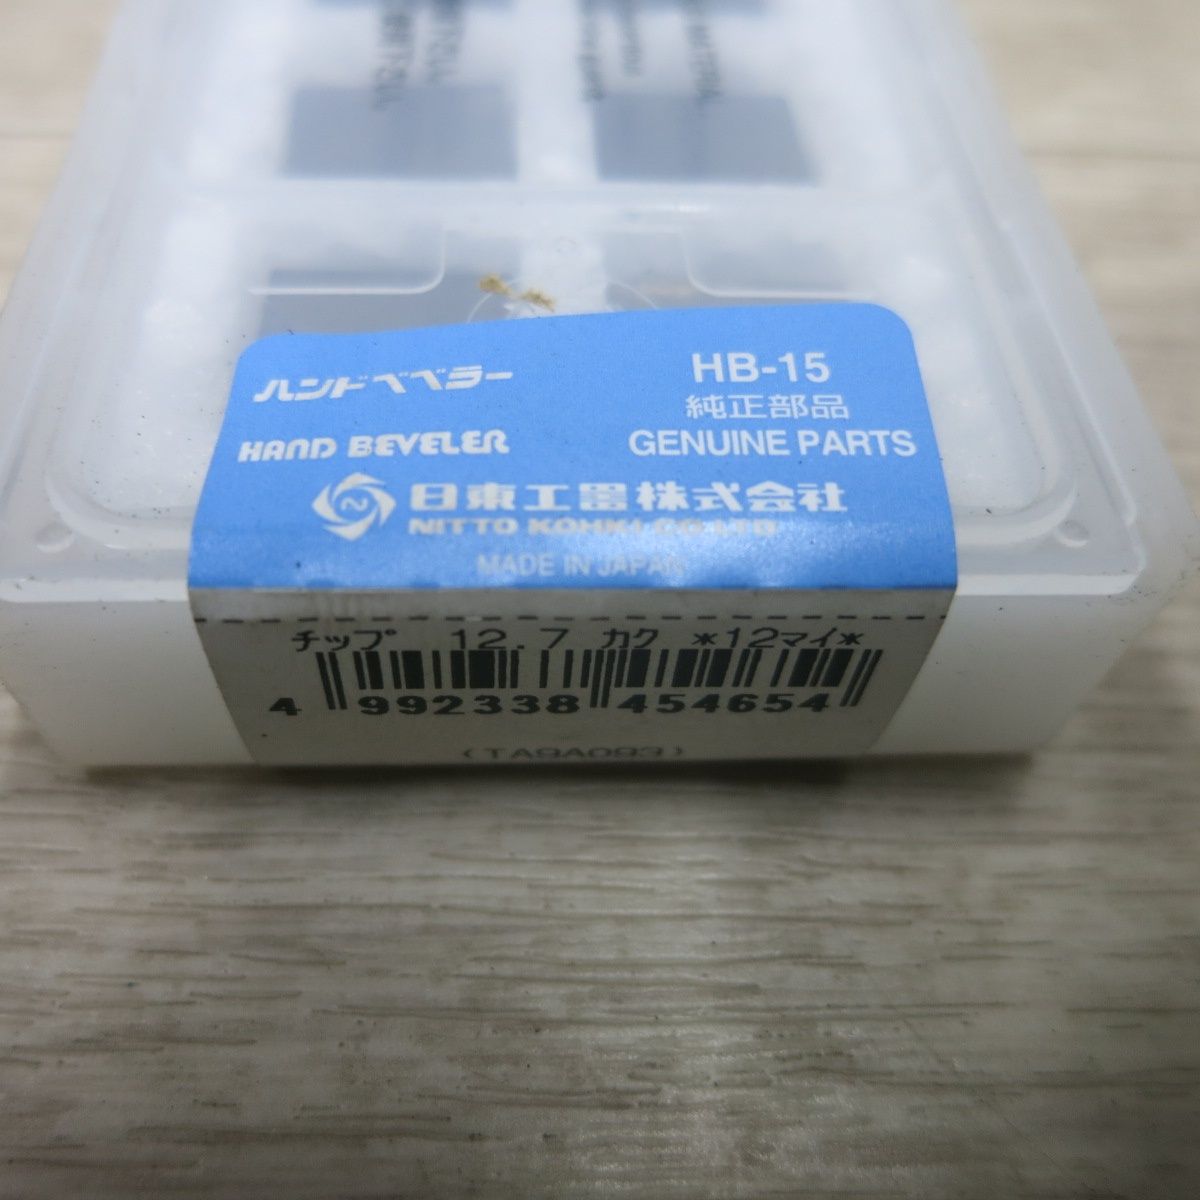 ハンドベベラー
HB-15
純正部品
HAND BEVELER
GENUINE PARTS
日東工器株式会社
NITTO KOHKI CO.,LTD
MADE IN JAPAN
チップ 12.7 カク *12マイ*
4 992338 454654
(TA9A093)